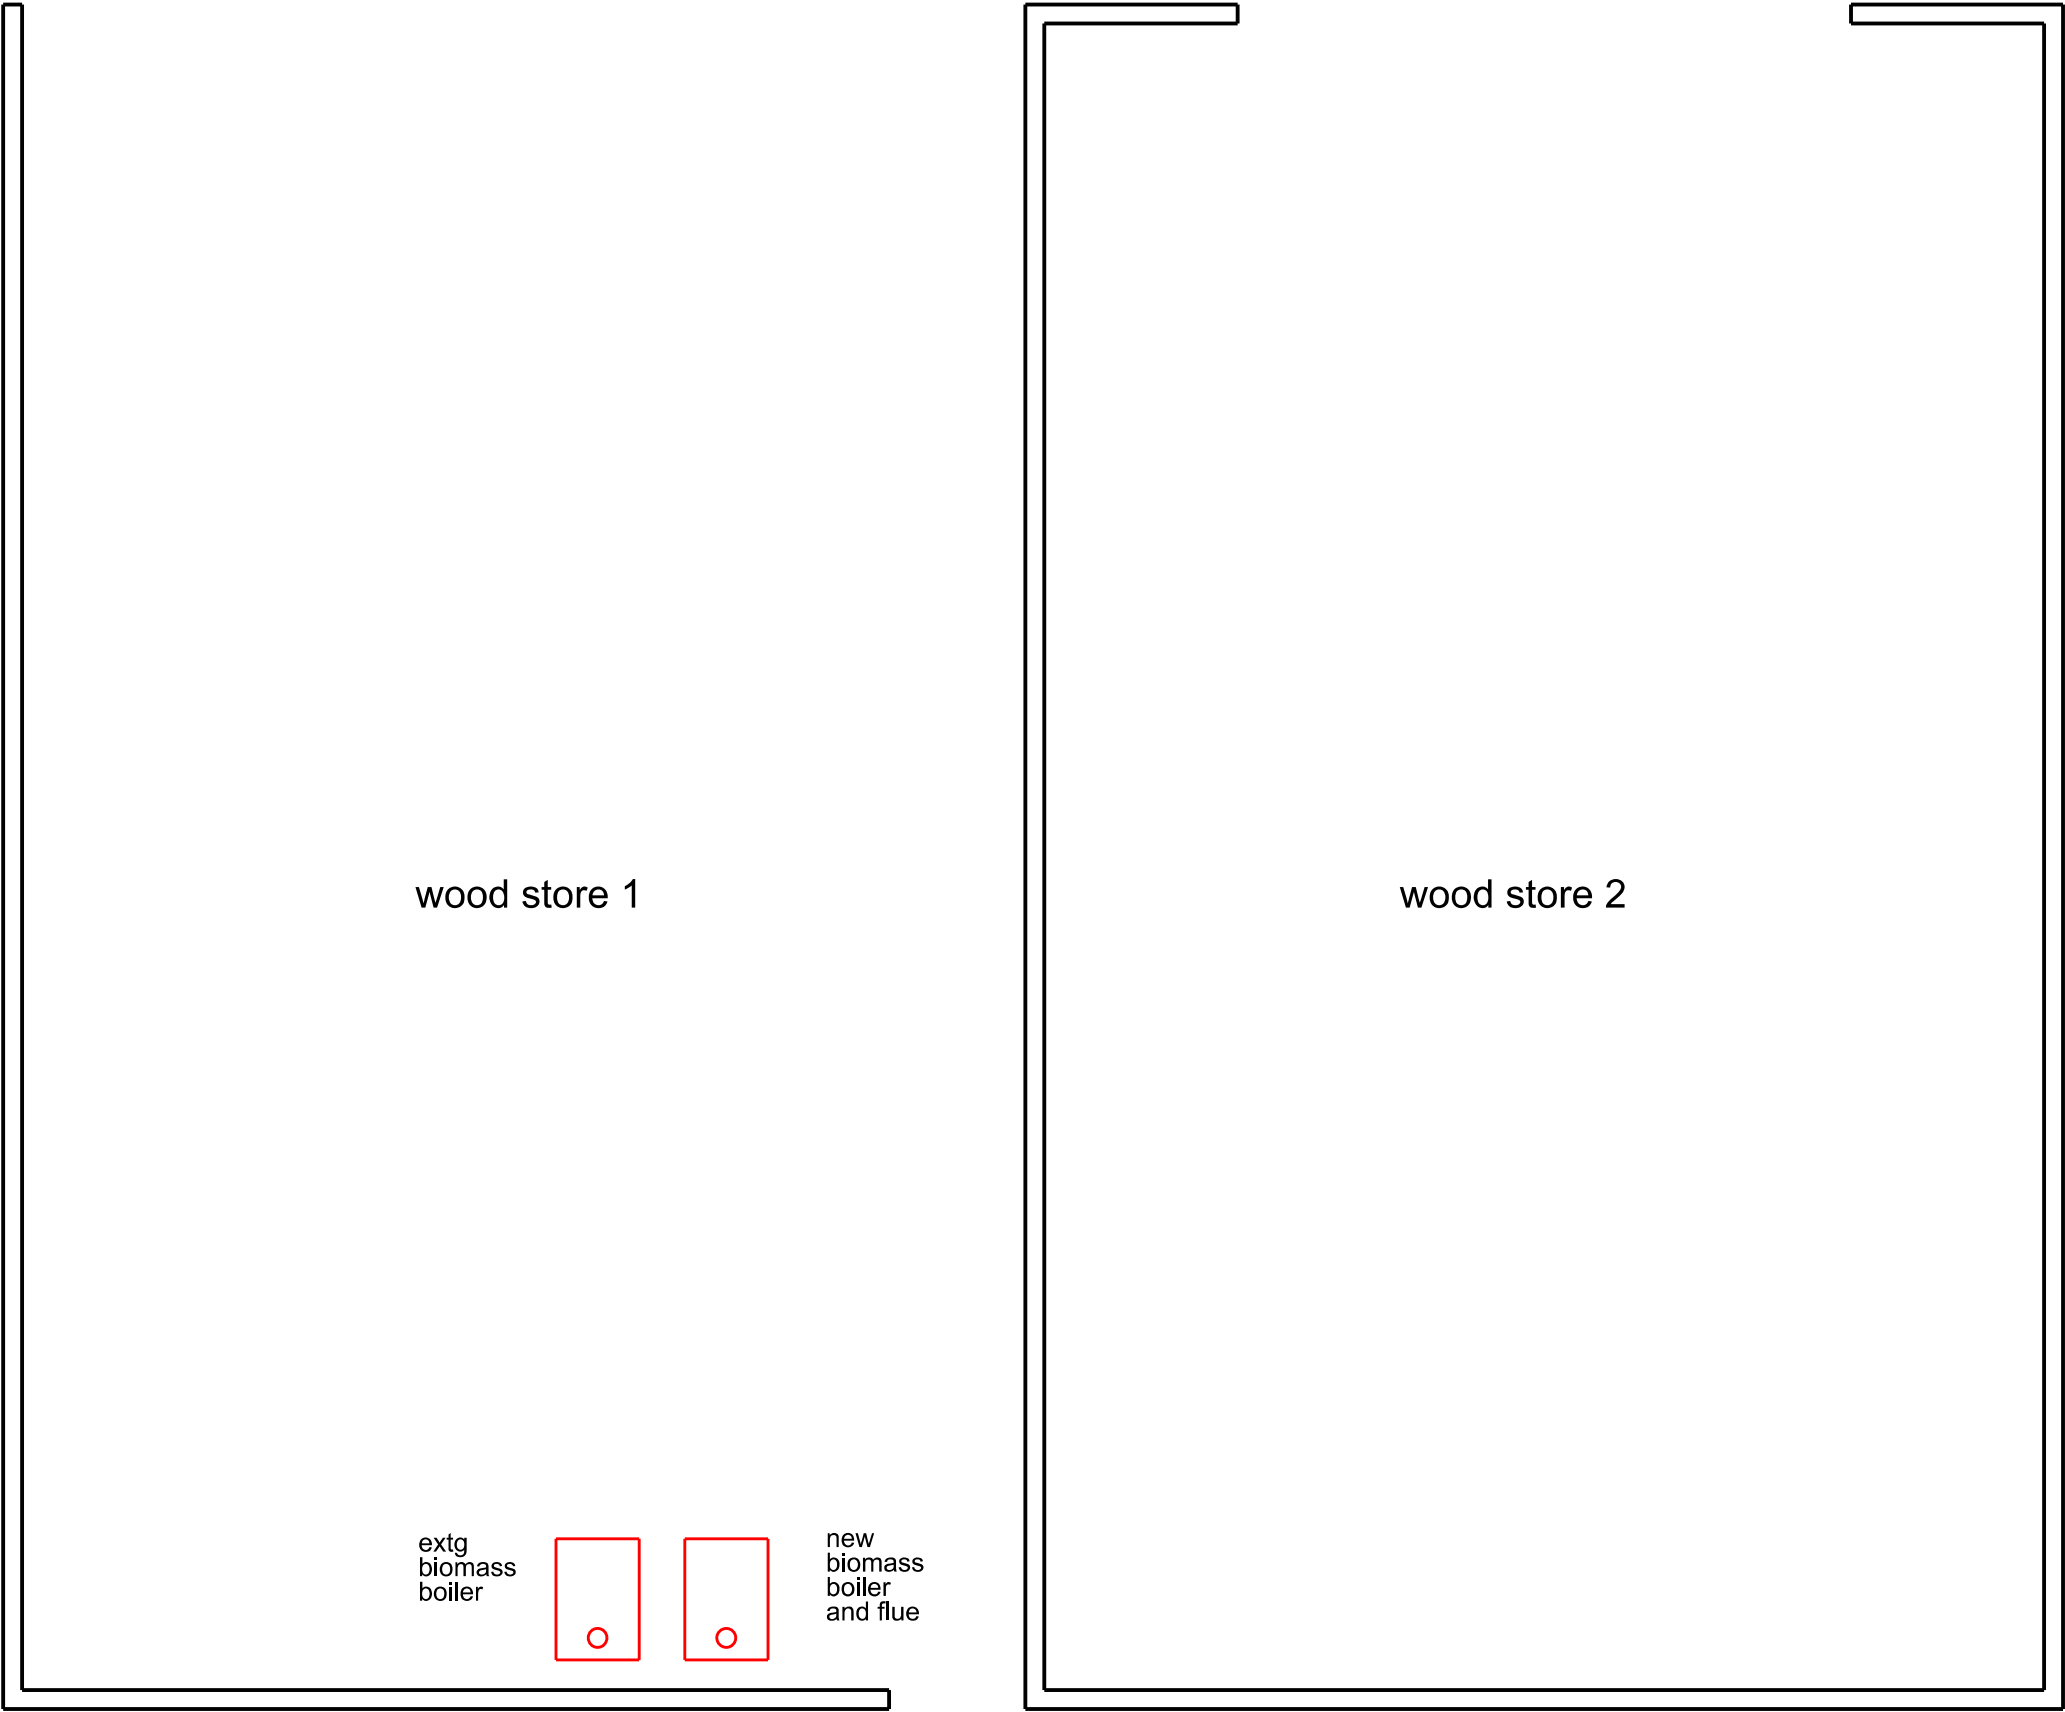 wood store 1
wood store 2
extg
biomass
boiler
new
biomass
boiler
and flue